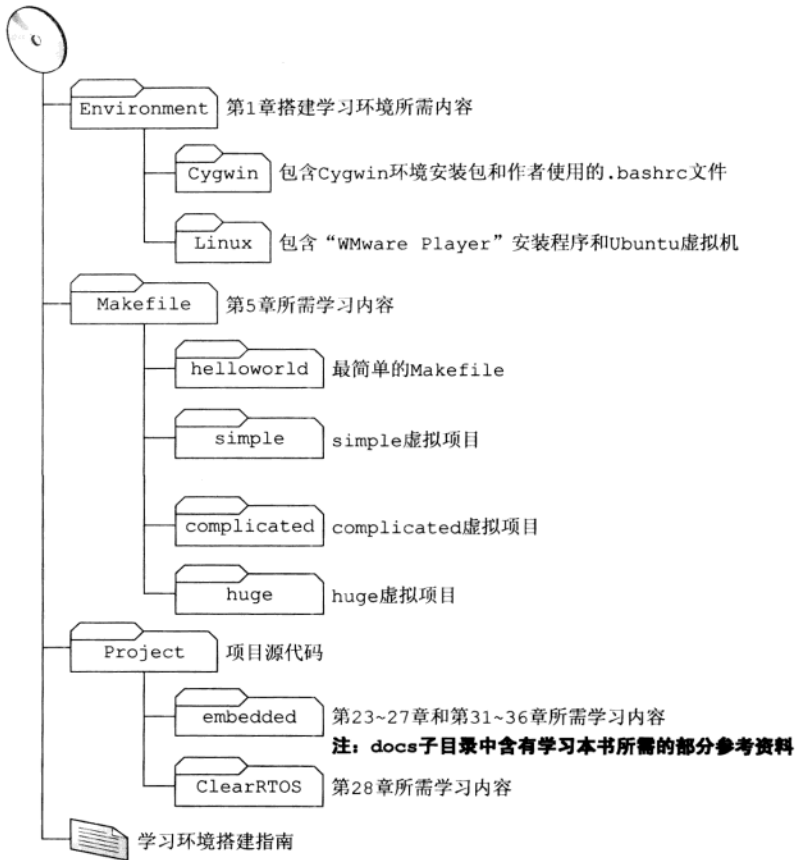 Environment 第1章搭建学习环境所需内容
Cygwin 包含Cygwin环境安装包和作者使用的.bashrc文件
Linux 包含“WMware Player”安装程序和Ubuntu虚拟机
Makefile 第5章所需学习内容
helloworld 最简单的Makefile
simple simple虚拟项目
complicated complicated虚拟项目
huge huge虚拟项目
Project 项目源代码
embedded 第23~27章和第31~36章所需学习内容
注：docs子目录中含有学习本书所需的部分参考资料
ClearRTOS 第28章所需学习内容
学习环境搭建指南